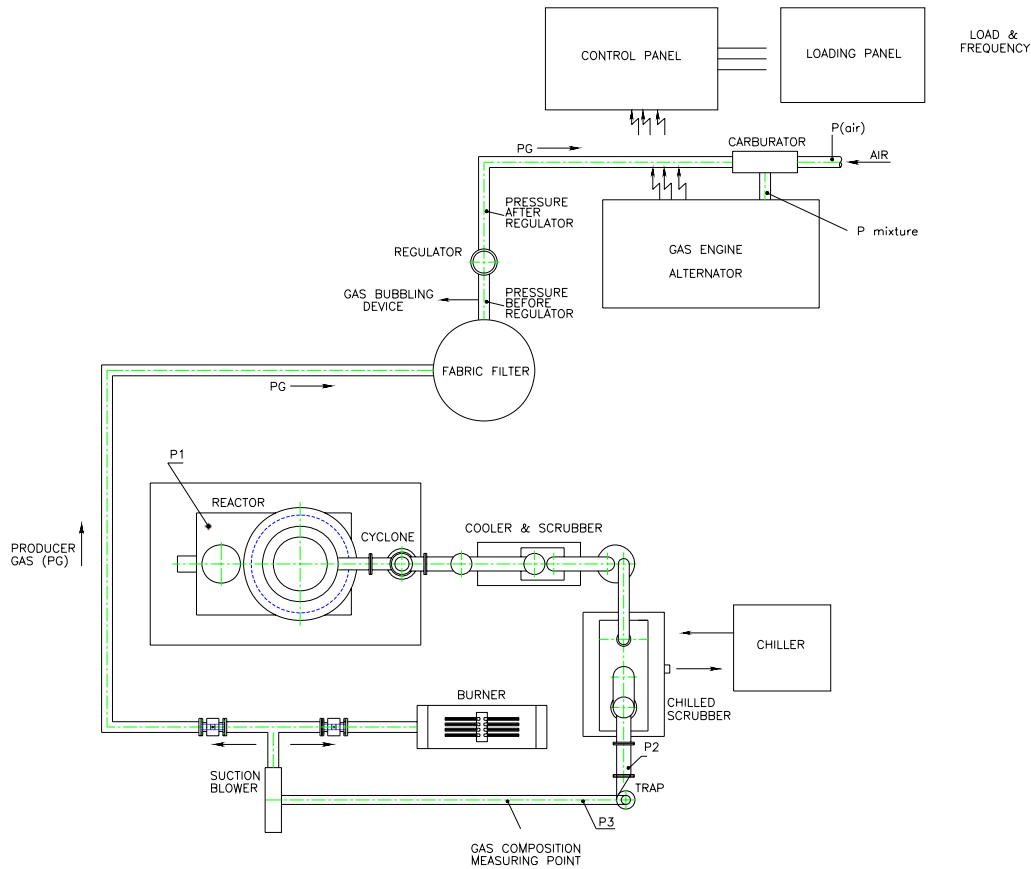 CONTROL PANEL
LOADING PANEL
LOAD &
FREQUENCY
P(air)
PG
CARBURATOR
AIR
PRESSURE
AFTER
REGULATOR
P mixture
REGULATOR
GAS ENGINE
ALTERNATOR
GAS BUBBLING
DEVICE
PRESSURE
BEFORE
REGULATOR
FABRIC FILTER
PG
P1
REACTOR
CYCLONE
COOLER & SCRUBBER
PRODUCER
GAS (PG)
CHILLER
BURNER
CHILLED
SCRUBBER
P2
SUCTION
BLOWER
TRAP
P3
GAS COMPOSITION
MEASURING POINT